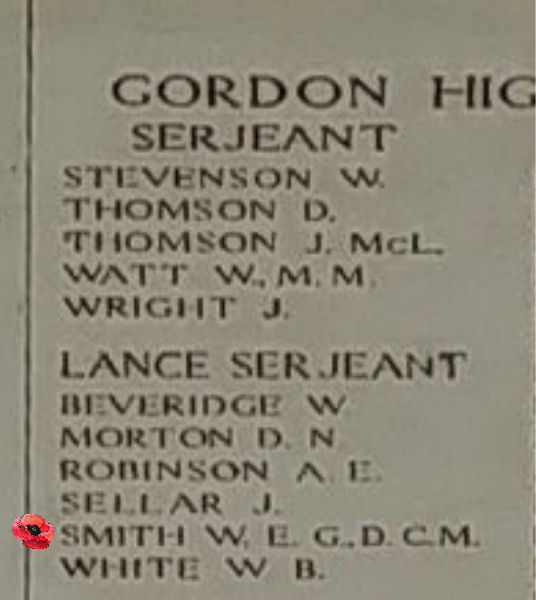 GORDON HIG
SERJEANT
STEVENSON W.
THOMSON D.
THOMSON J. McL.
WATT W., M. M.
WRIGHT J.
LANCE SERJEANT
BEVERIDGE W.
MORTON D. N.
ROBINSON A. E.
SELLAR J.
SMITH W. E. G., D. C. M.
WHITE W. B.